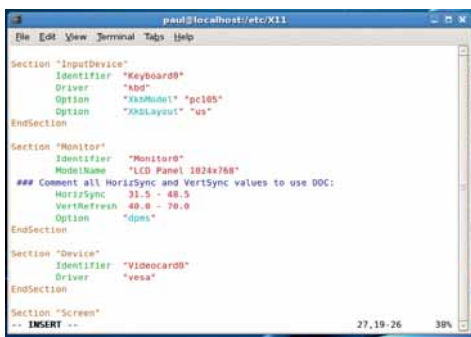 paul@localhost:/etc/X11
File Edit View Terminal Tabs Help
Section "InputDevice"
Identifier "Keyboard0"
Driver "kbd"
Option "XkbModel" "pc105"
Option "XkbLayout" "us"
EndSection
Section "Monitor"
Identifier "Monitor0"
ModelName "LCD Panel 1024x768"
### Comment all HorizSync and VertSync values to use DDC:
HorizSync 31.5 - 48.5
VertRefresh 40.0 - 70.0
Option "dpms"
EndSection
Section "Device"
Identifier "Videocard0"
Driver "vesa"
EndSection
Section "Screen"
-- INSERT -- 27,19-26 38%